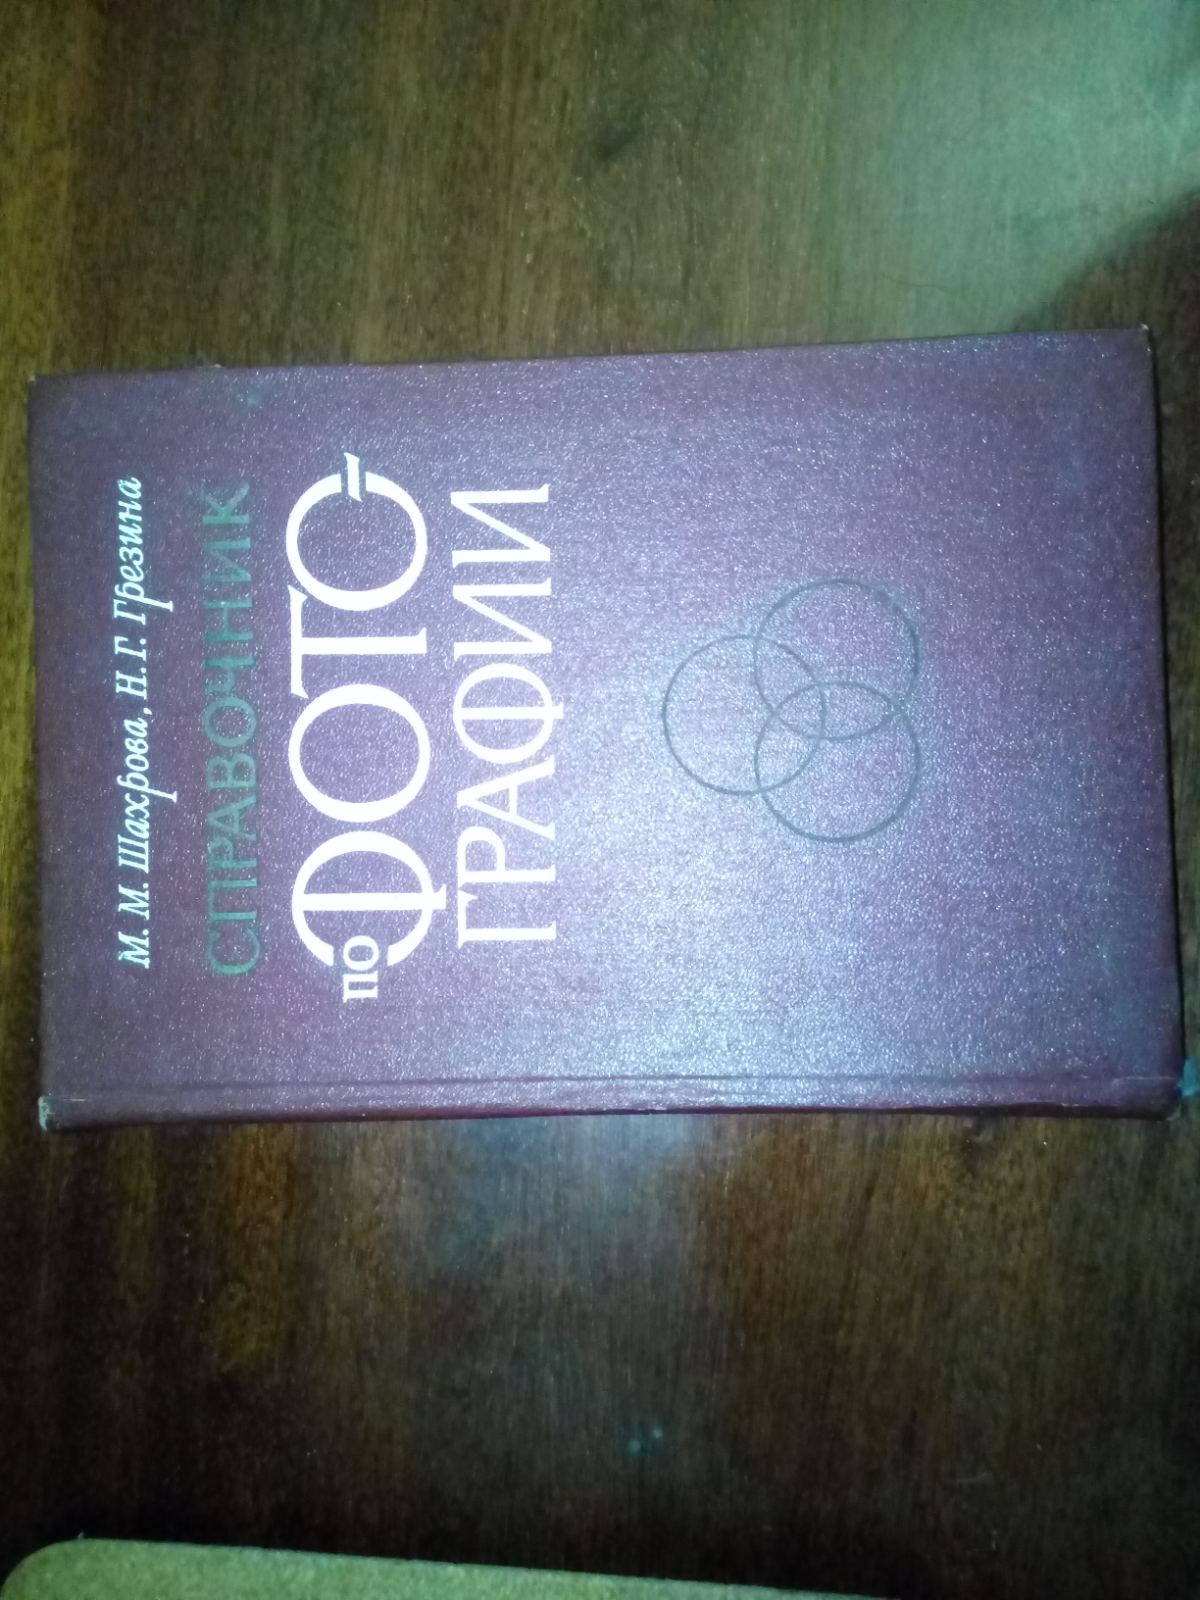 М. М. Шахрова, Н. Г. Грезина
СПРАВОЧНИК
по ФОТО-
ГРАФИИ